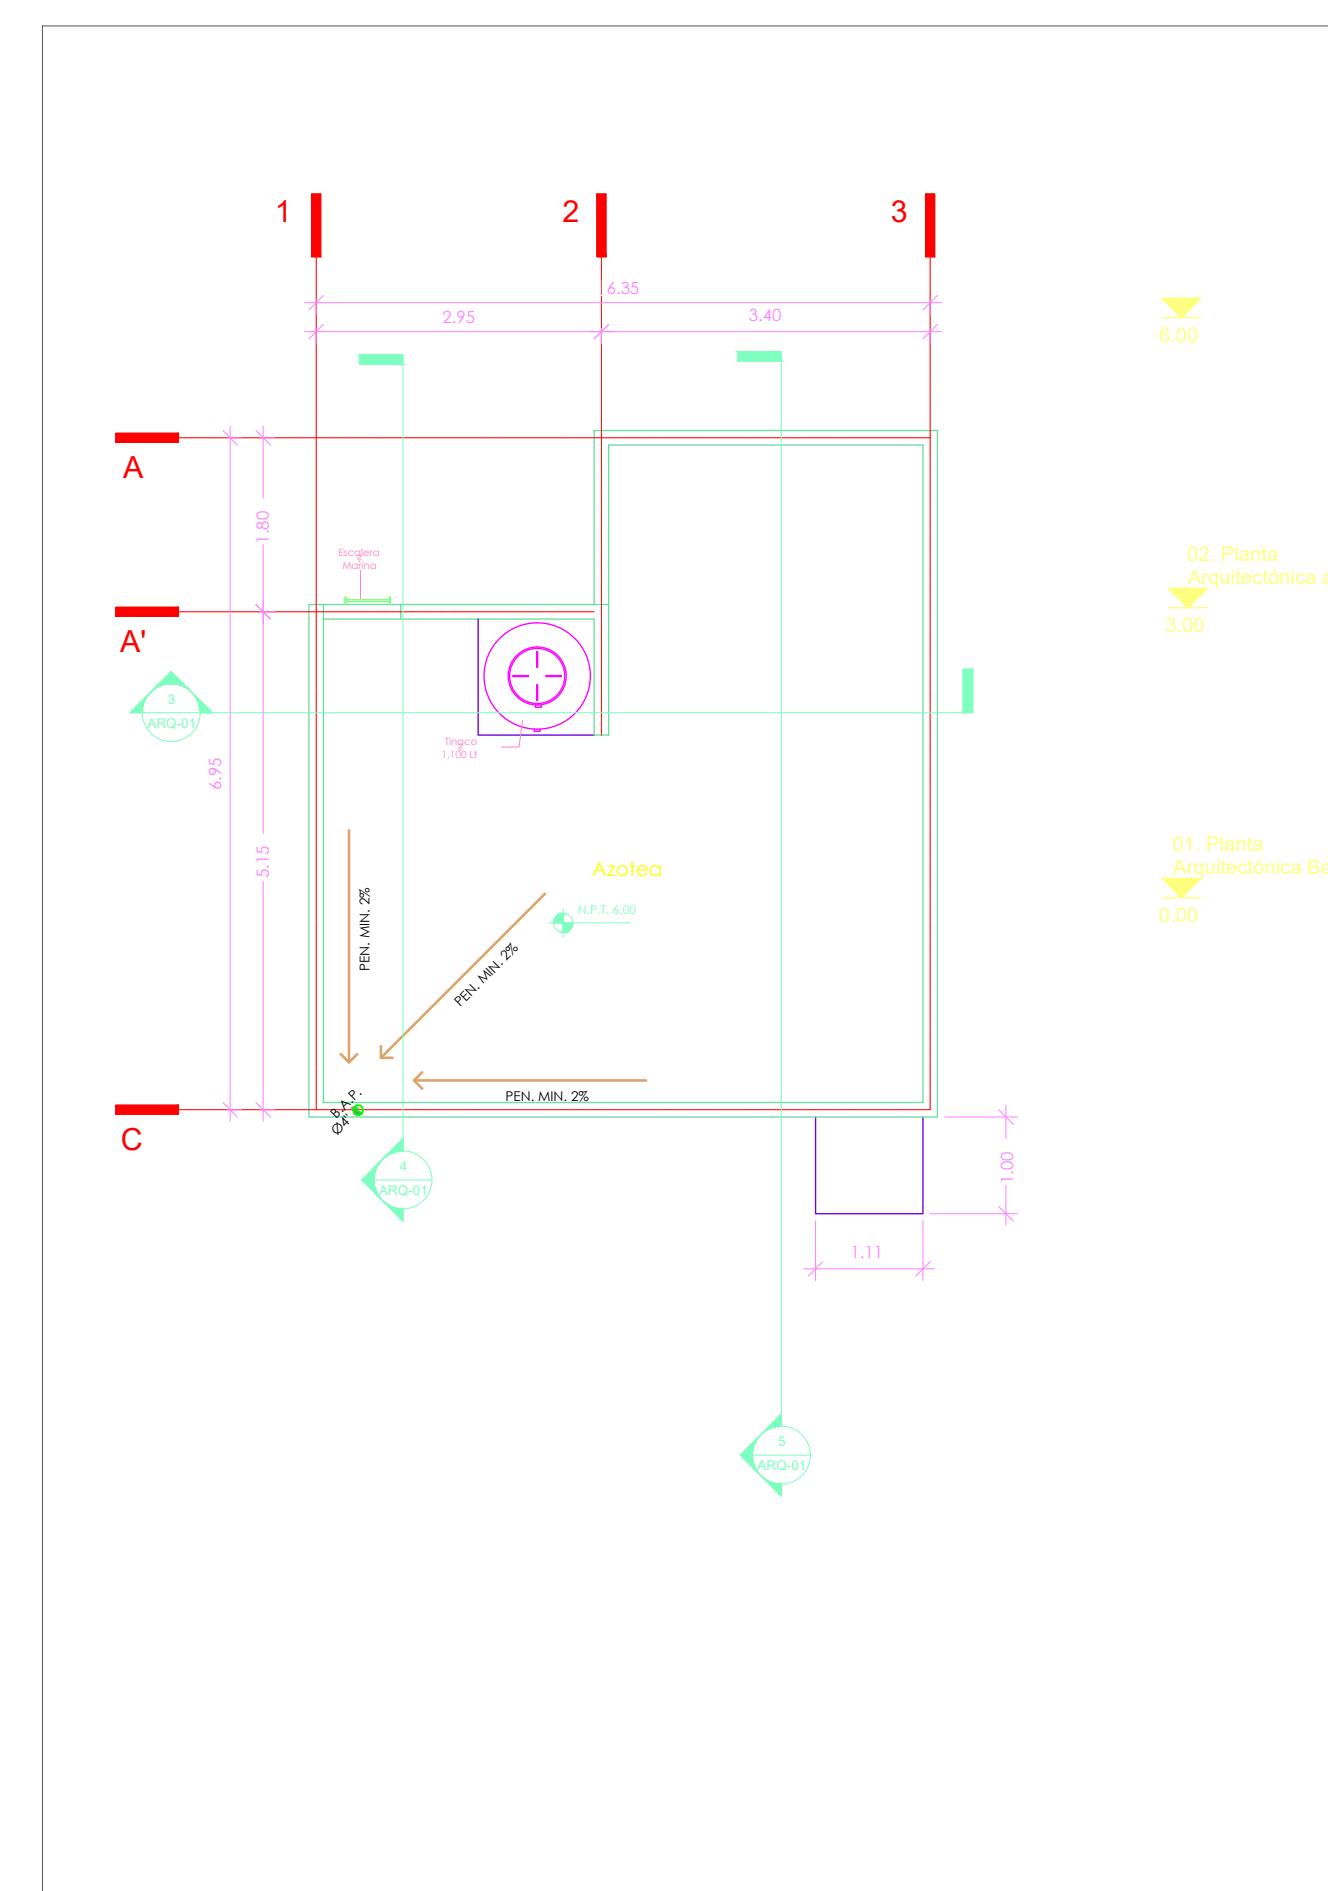 1
2
3
6.35
2.95
3.40
6.00
A
1.80
Escalera
Marina
02. Planta
Arquitectónica a
3.00
A'
3
ARQ-01
Tinaco
1,100 Lt
6.95
5.15
Azotea
01. Planta
Arquitectónica Ba
0.00
N.P.T. 6.00
PEN. MIN. 2%
PEN. MIN. 2%
PEN. MIN. 2%
B.A.P.
Ø4"
C
4
ARQ-01
1.00
1.11
5
ARQ-01